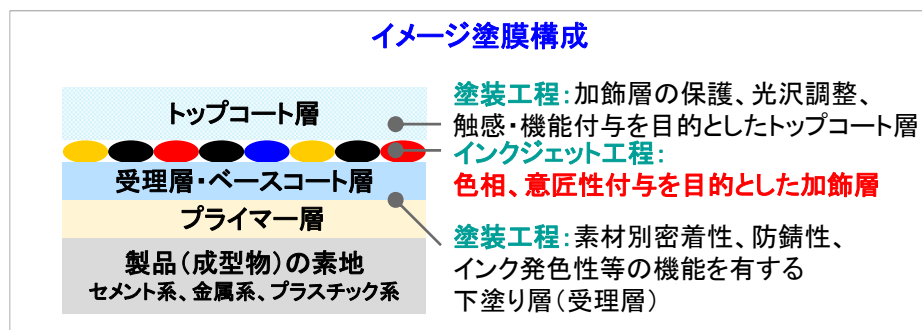 イメージ塗膜構成
トップコート層
受理層・ベースコート層
プライマー層
製品（成型物）の素地
セメント系、金属系、プラスチック系
塗装工程：加飾層の保護、光沢調整、
触感・機能付与を目的としたトップコート層
インクジェット工程：
色相、意匠性付与を目的とした加飾層
塗装工程：素材別密着性、防錆性、
インク発色性等の機能を有する
下塗り層（受理層）